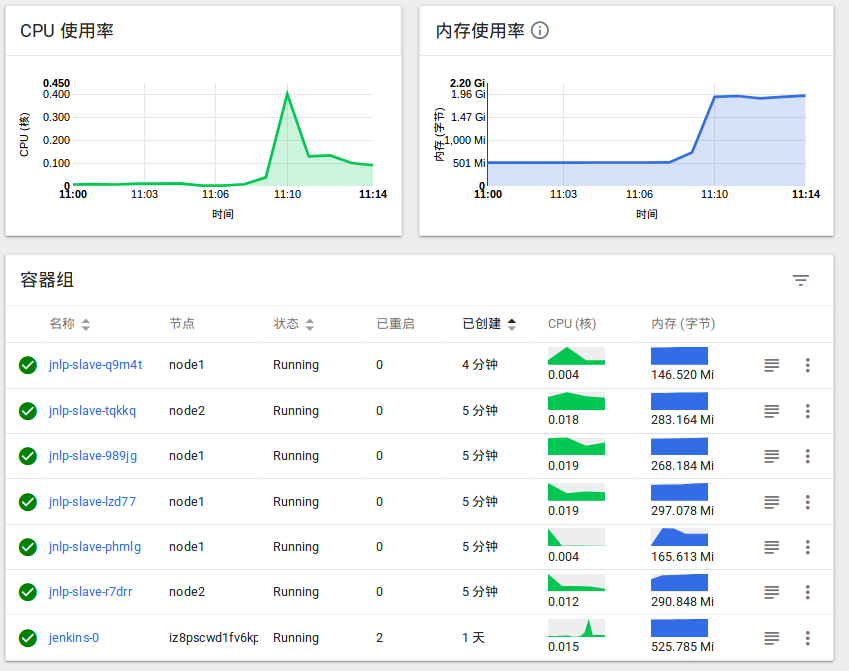 CPU 使用率
内存使用率
CPU (核)
0.450
0.400
0.300
0.200
0.100
0
11:00 11:03 11:06 11:10 11:14
时间
内存 (字节)
2.20 Gi
1.96 Gi
1.47 Gi
1,000 Mi
501 Mi
0
11:00 11:03 11:06 11:10 11:14
时间
容器组
名称 节点 状态 已重启 已创建 CPU (核) 内存 (字节)
jnlp-slave-q9m4t node1 Running 0 4 分钟 0.004 146.520 Mi
jnlp-slave-tqkkq node2 Running 0 5 分钟 0.018 283.164 Mi
jnlp-slave-989jg node1 Running 0 5 分钟 0.019 268.184 Mi
jnlp-slave-lzd77 node1 Running 0 5 分钟 0.019 297.078 Mi
jnlp-slave-phmlg node1 Running 0 5 分钟 0.004 165.613 Mi
jnlp-slave-r7drr node2 Running 0 5 分钟 0.012 290.848 Mi
jenkins-0 iz8pscwd1fv6kp Running 2 1 天 0.015 525.785 Mi